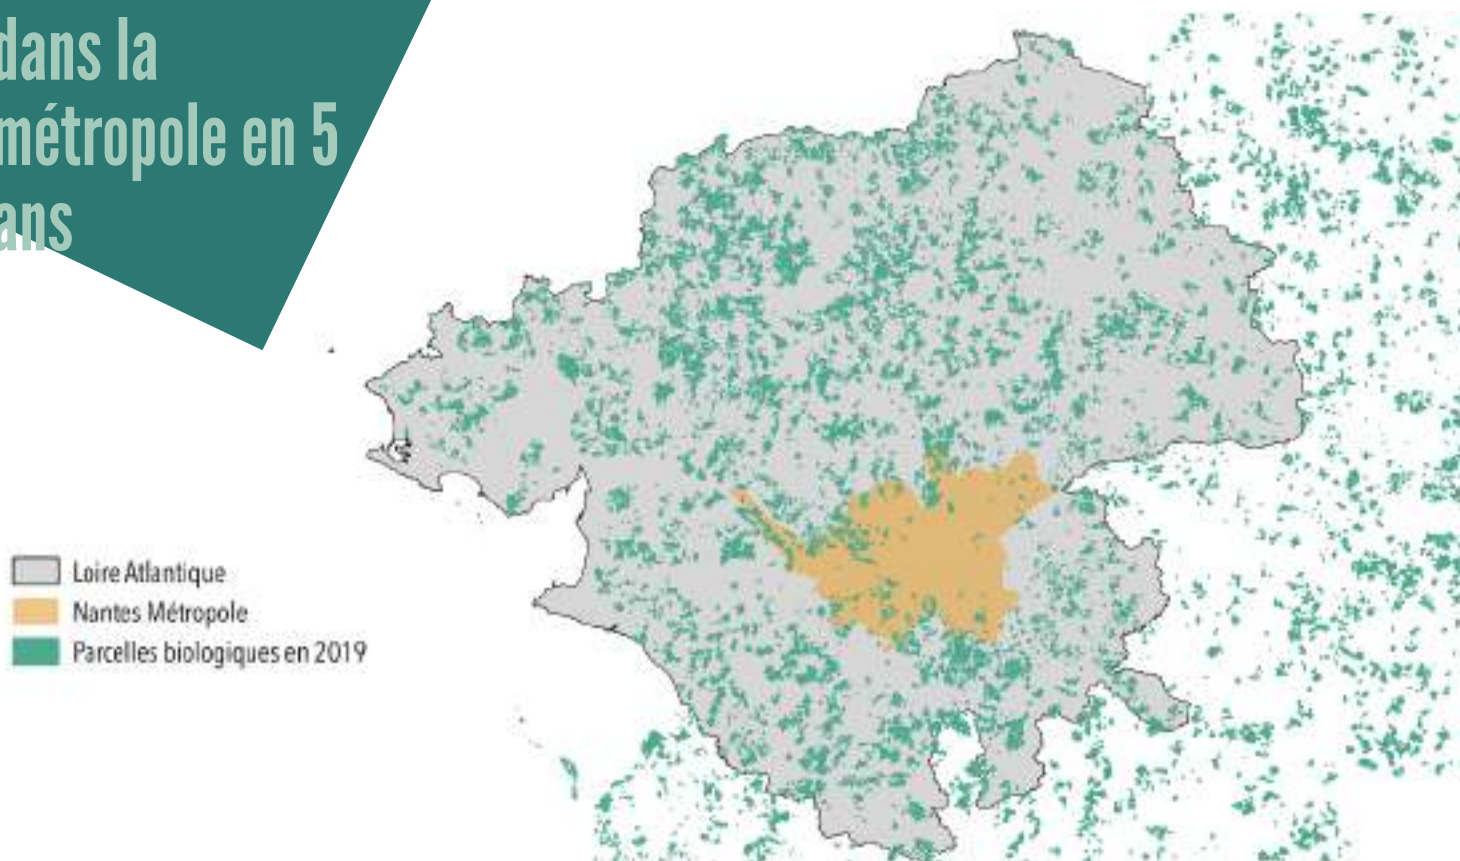 dans la
métropole en 5
ans
Loire Atlantique
Nantes Métropole
Parcelles biologiques en 2019